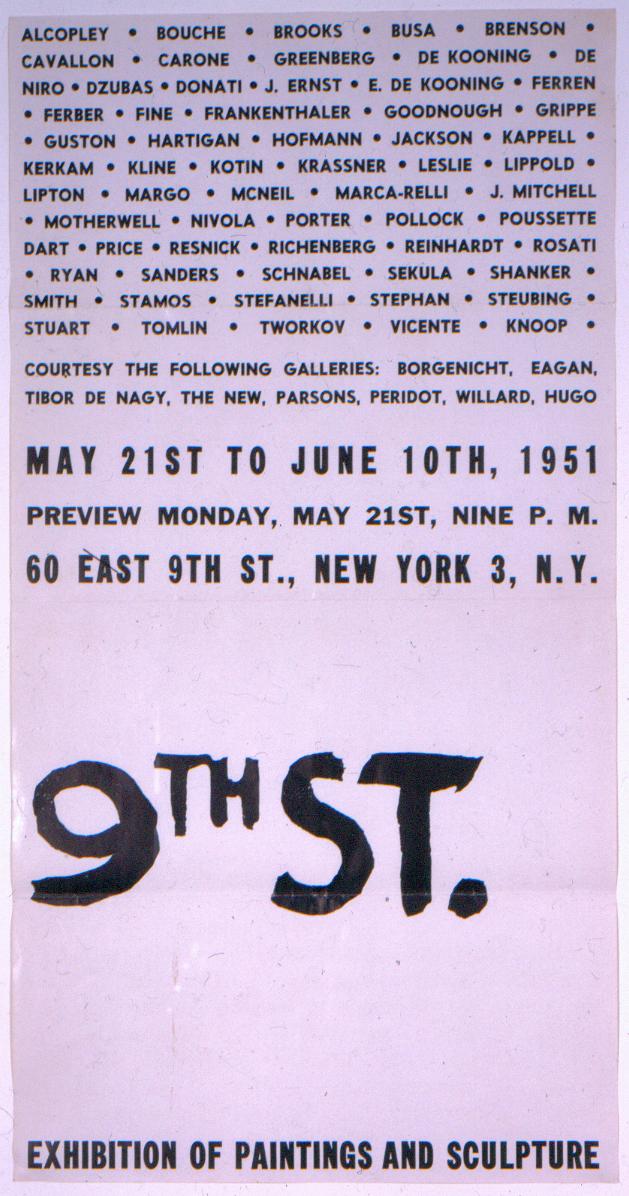 ALCOPLEY • BOUCHE • BROOKS • BUSA • BRENSON •
CAVALLON • CARONE • GREENBERG • DE KOONING • DE
NIRO • DZUBAS • DONATI • J. ERNST • E. DE KOONING • FERREN
• FERBER • FINE • FRANKENTHALER • GOODNOUGH • GRIPPE
• GUSTON • HARTIGAN • HOFMANN • JACKSON • KAPPELL •
KERKAM • KLINE • KOTIN • KRASSNER • LESLIE • LIPPOLD •
LIPTON • MARGO • MCNEIL • MARCA-RELLI • J. MITCHELL
• MOTHERWELL • NIVOLA • PORTER • POLLOCK • POUSSETTE
DART • PRICE • RESNICK • RICHENBERG • REINHARDT • ROSATI
• RYAN • SANDERS • SCHNABEL • SEKULA • SHANKER •
SMITH • STAMOS • STEFANELLI • STEPHAN • STEUBING •
STUART • TOMLIN • TWORKOV • VICENTE • KNOOP •
COURTESY THE FOLLOWING GALLERIES: BORGENICHT, EAGAN,
TIBOR DE NAGY, THE NEW, PARSONS, PERIDOT, WILLARD, HUGO
MAY 21ST TO JUNE 10TH, 1951
PREVIEW MONDAY, MAY 21ST, NINE P. M.
60 EAST 9TH ST., NEW YORK 3, N.Y.
9TH ST.
EXHIBITION OF PAINTINGS AND SCULPTURE